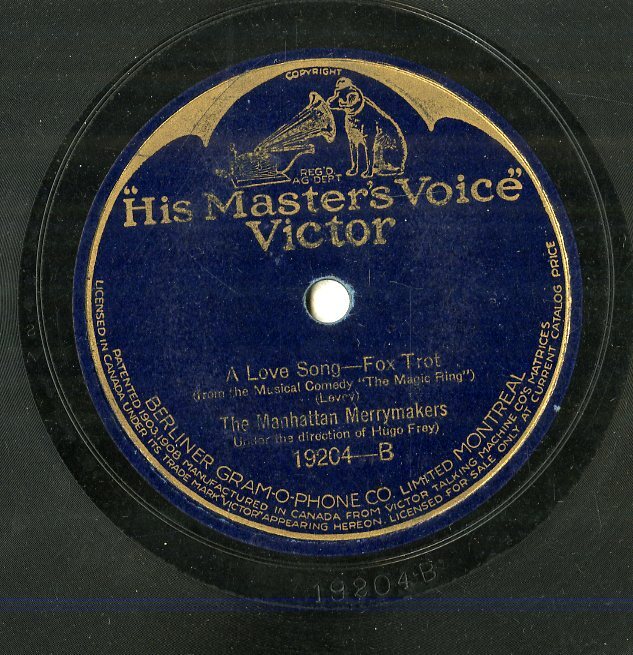 COPYRIGHT
REG'D
AG. DEPT
"His Master's Voice"
Victor
A Love Song—Fox Trot
(from the Musical Comedy "The Magic Ring")
(Levey)
The Manhattan Merrymakers
Under the direction of Hugo Frey)
19204—B
BERLINER GRAM-O-PHONE CO. LIMITED MONTREAL
PATENTED 1903, 1908 MANUFACTURED IN CANADA FROM VICTOR TALKING MACHINE CO'S MATRICES
LICENSED IN CANADA UNDER ITS TRADE MARK "VICTOR" APPEARING HEREON. LICENSED FOR SALE ONLY AT CURRENT CATALOG PRICE
19204-B